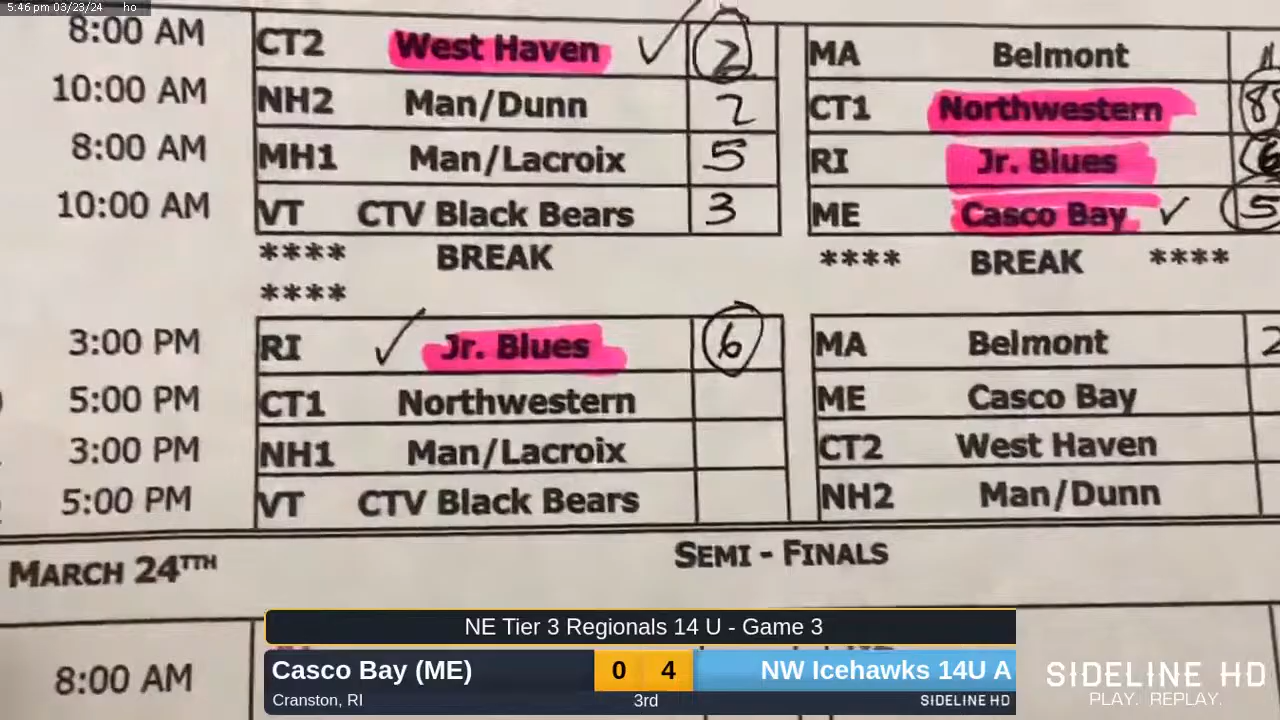 5:46 pm 03/23/24 ho
8:00 AM CT2 West Haven ✓ 2 MA Belmont
10:00 AM NH2 Man/Dunn 2 CT1 Northwestern
8:00 AM MH1 Man/Lacroix 5 RI Jr. Blues 6
10:00 AM VT CTV Black Bears 3 ME Casco Bay ✓ 5
**** BREAK **** BREAK ****
****
3:00 PM RI ✓ Jr. Blues 6 MA Belmont 2
5:00 PM CT1 Northwestern ME Casco Bay
3:00 PM NH1 Man/Lacroix CT2 West Haven
5:00 PM VT CTV Black Bears NH2 Man/Dunn
MARCH 24TTH SEMI - FINALS
8:00 AM
NE Tier 3 Regionals 14 U - Game 3
Casco Bay (ME) 0 4 NW Icehawks 14U A
Cranston, RI 3rd SIDELINE HD
SIDELINE HD
PLAY. REPLAY.